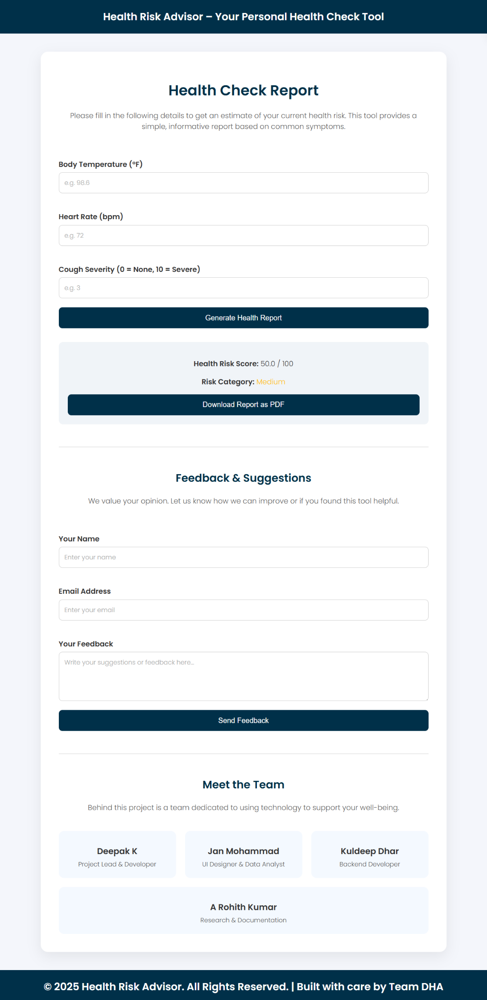 Health Risk Advisor – Your Personal Health Check Tool
Health Check Report
Please fill in the following details to get an estimate of your current health risk. This tool provides a
simple, informative report based on common symptoms.
Body Temperature (°F)
e.g. 98.6
Heart Rate (bpm)
e.g. 72
Cough Severity (0 = None, 10 = Severe)
e.g. 3
Generate Health Report
Health Risk Score: 50.0 / 100
Risk Category: Medium
Download Report as PDF
Feedback & Suggestions
We value your opinion. Let us know how we can improve or if you found this tool helpful.
Your Name
Enter your name
Email Address
Enter your email
Your Feedback
Write your suggestions or feedback here...
Send Feedback
Meet the Team
Behind this project is a team dedicated to using technology to support your well-being.
Deepak K
Project Lead & Developer
Jan Mohammad
UI Designer & Data Analyst
Kuldeep Dhar
Backend Developer
A Rohith Kumar
Research & Documentation
© 2025 Health Risk Advisor. All Rights Reserved. | Built with care by Team DHA